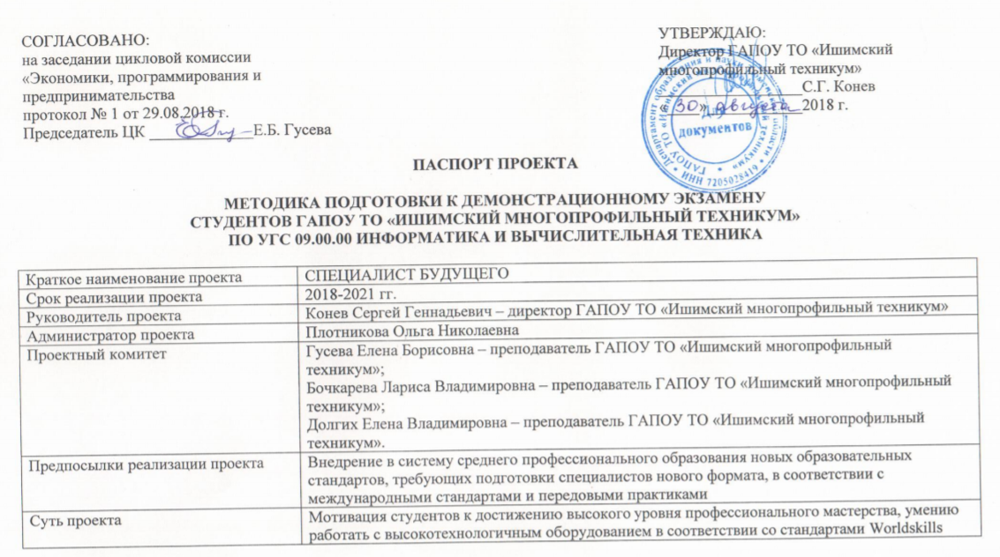 СОГЛАСОВАНО:
на заседании цикловой комиссии
«Экономики, программирования и
предпринимательства
протокол № 1 от 29.08.2018 г.
Председатель ЦК ______________Е.Б. Гусева
УТВЕРЖДАЮ:
Директор ГАПОУ ТО «Ишимский
многопрофильный техникум»
____________________С.Г. Конев
«30» августа 2018 г.
Для
документов
ГАПОУ ТО «Ишимский многопрофильный техникум»
ИНН 7205028419
ПАСПОРТ ПРОЕКТА
МЕТОДИКА ПОДГОТОВКИ К ДЕМОНСТРАЦИОННОМУ ЭКЗАМЕНУ
СТУДЕНТОВ ГАПОУ ТО «ИШИМСКИЙ МНОГОПРОФИЛЬНЫЙ ТЕХНИКУМ»
ПО УГС 09.00.00 ИНФОРМАТИКА И ВЫЧИСЛИТЕЛЬНАЯ ТЕХНИКА
Краткое наименование проекта СПЕЦИАЛИСТ БУДУЩЕГО
Срок реализации проекта 2018-2021 гг.
Руководитель проекта Конев Сергей Геннадьевич – директор ГАПОУ ТО «Ишимский многопрофильный техникум»
Администратор проекта Плотникова Ольга Николаевна
Проектный комитет Гусева Елена Борисовна – преподаватель ГАПОУ ТО «Ишимский многопрофильный
техникум»;
Бочкарева Лариса Владимировна – преподаватель ГАПОУ ТО «Ишимский многопрофильный
техникум»;
Долгих Елена Владимировна – преподаватель ГАПОУ ТО «Ишимский многопрофильный
техникум».
Предпосылки реализации проекта Внедрение в систему среднего профессионального образования новых образовательных
стандартов, требующих подготовки специалистов нового формата, в соответствии с
международными стандартами и передовыми практиками
Суть проекта Мотивация студентов к достижению высокого уровня профессионального мастерства, умению
работать с высокотехнологичным оборудованием в соответствии со стандартами Worldskills